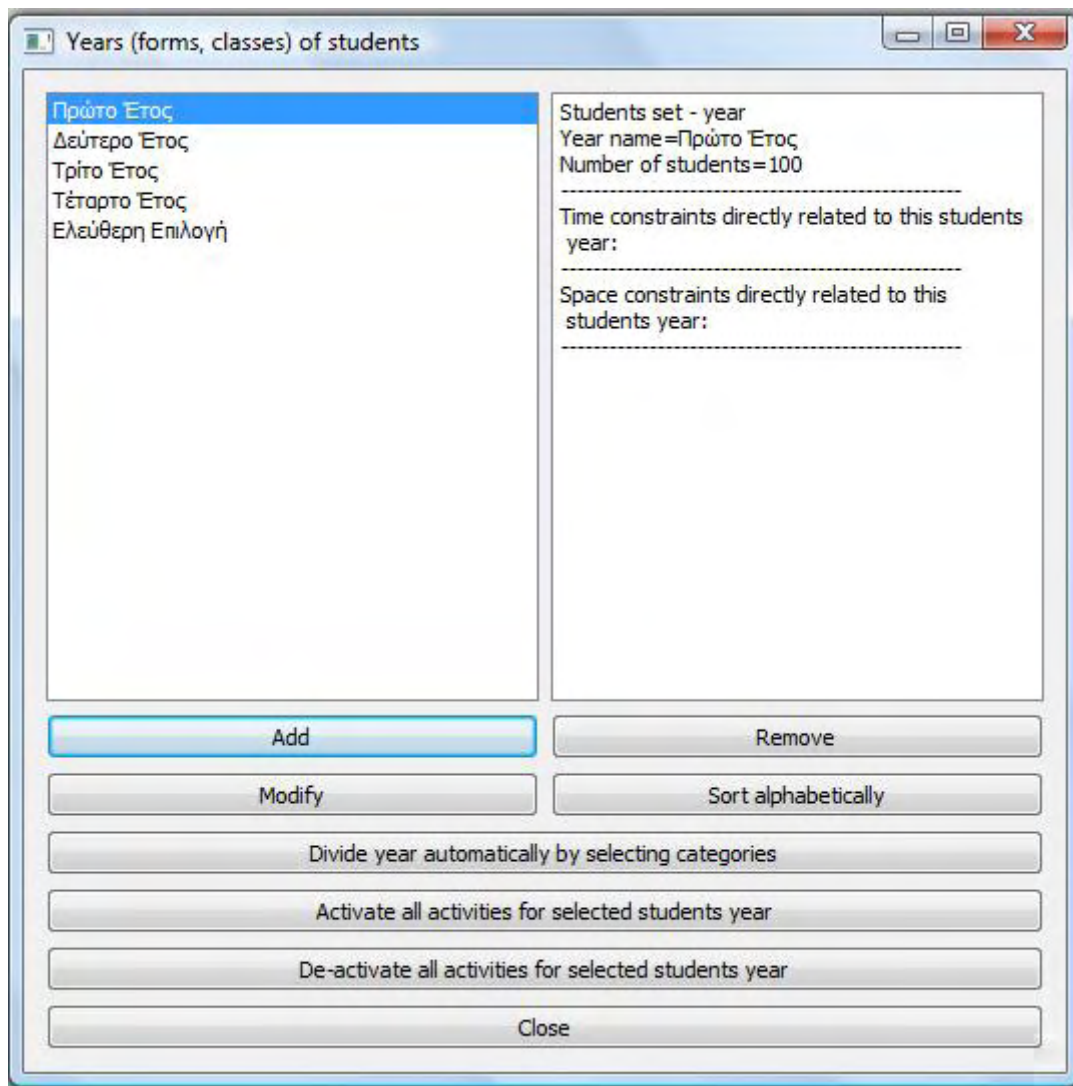 Years (forms, classes) of students
Πρώτο Έτος
Δεύτερο Έτος
Τρίτο Έτος
Τέταρτο Έτος
Ελεύθερη Επιλογή
Students set - year
Year name=Πρώτο Έτος
Number of students=100
--------------------------------------------------
Time constraints directly related to this students
year:
--------------------------------------------------
Space constraints directly related to this
students year:
--------------------------------------------------
Add
Remove
Modify
Sort alphabetically
Divide year automatically by selecting categories
Activate all activities for selected students year
De-activate all activities for selected students year
Close